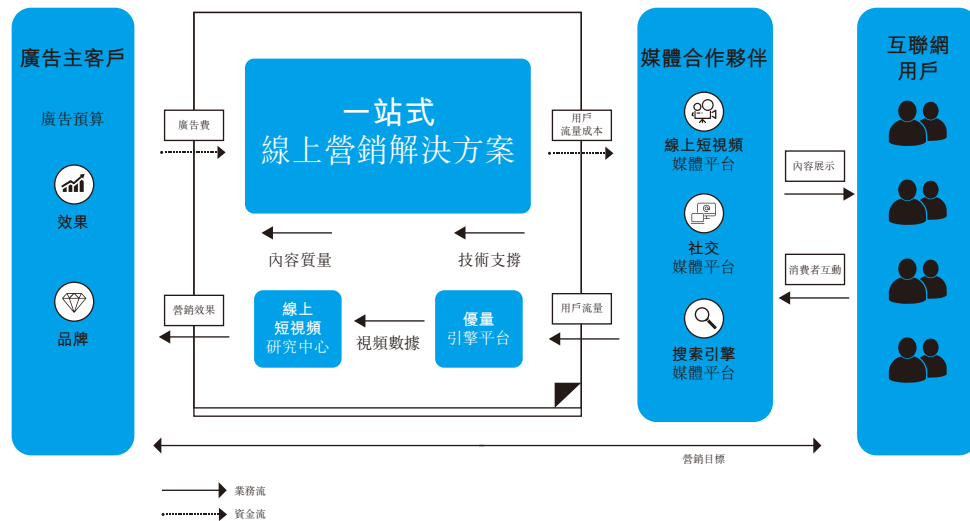 廣告主客戶
廣告預算
效果
品牌
廣告費
營銷效果
一站式
線上營銷解決方案
內容質量
技術支撐
線上
短視頻
研究中心
視頻數據
優量
引擎平台
用戶
流量成本
用戶流量
媒體合作夥伴
線上短視頻
媒體平台
社交
媒體平台
搜索引擎
媒體平台
內容展示
消費者互動
互聯網
用戶
營銷目標
業務流
資金流